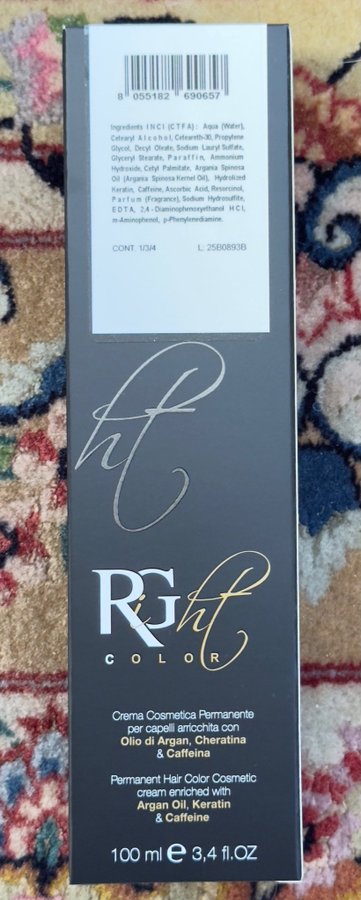 8 055182 690657
Ingredients INCI (CTFA): Aqua (Water),
Cetearyl Alcohol, Ceteareth-30, Propylene
Glycol, Decyl Oleate, Sodium Lauryl Sulfate,
Glyceryl Stearate, Paraffin, Ammonium
Hydroxide, Cetyl Palmitate, Argania Spinosa
Oil (Argania Spinosa Kernel Oil), Hydrolized
Keratin, Caffeine, Ascorbic Acid, Resorcinol,
Parfum (Fragrance), Sodium Hydrosulfite,
EDTA, 2,4-Diaminophenoxyethanol HCl,
m-Aminophenol, p-Phenylenediamine.
CONT. 1/3/4 L: 25B0893B
ht
RiGht
COLOR
Crema Cosmetica Permanente
per capelli arricchita con
Olio di Argan, Cheratina
& Caffeina
Permanent Hair Color Cosmetic
cream enriched with
Argan Oil, Keratin
& Caffeine
100 ml e 3,4 fl.OZ